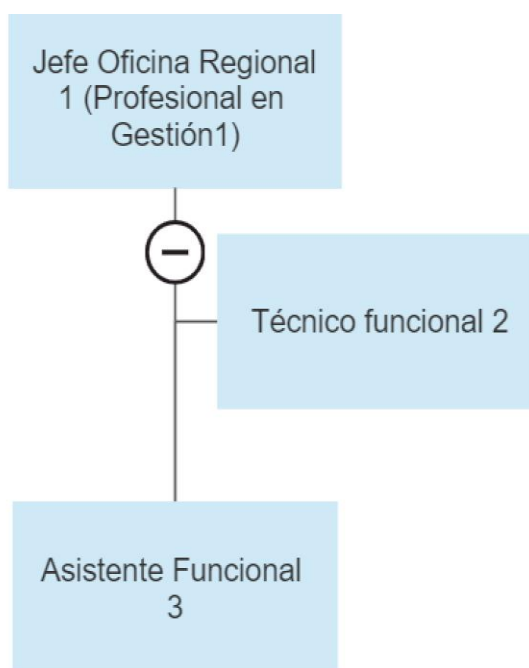 Jefe Oficina Regional
1 (Profesional en
Gestión1)
Técnico funcional 2
Asistente Funcional
3